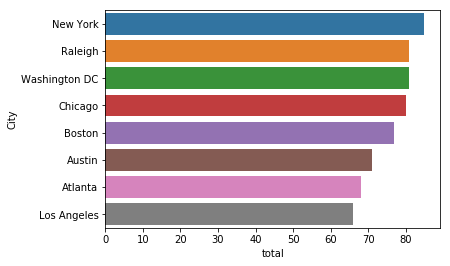 New York
Raleigh
Washington DC
Chicago
Boston
Austin
Atlanta
Los Angeles
City
0 10 20 30 40 50 60 70 80
total